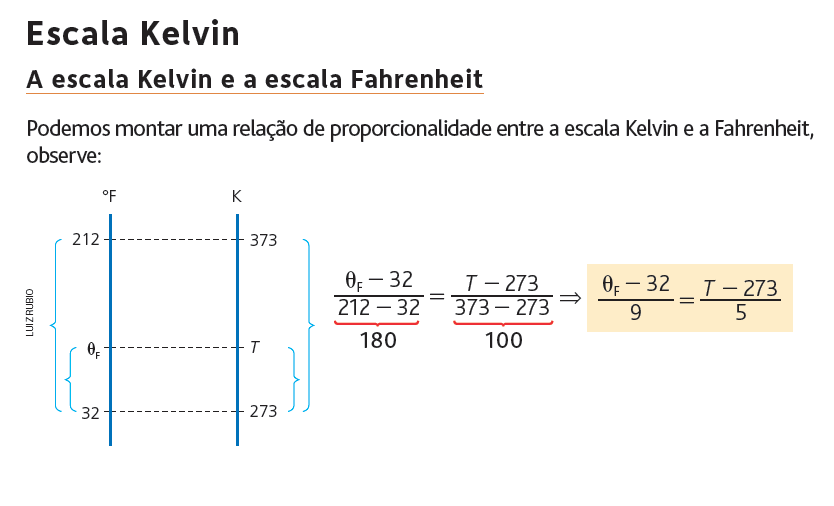 Escala Kelvin
A escala Kelvin e a escala Fahrenheit
Podemos montar uma relação de proporcionalidade entre a escala Kelvin e a Fahrenheit,
observe:
°F K
212 373
θF T
32 273
LUIZ RUBIO
θF − 32 / 212 − 32 = T − 273 / 373 − 273 ⇒ θF − 32 / 9 = T − 273 / 5
180 100